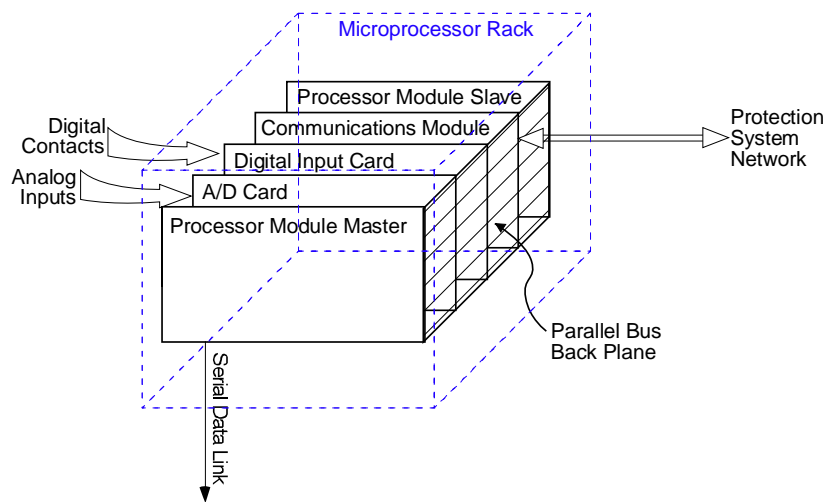 Microprocessor Rack
Processor Module Slave
Communications Module
Digital Input Card
A/D Card
Processor Module Master
Digital
Contacts
Analog
Inputs
Protection
System
Network
Parallel Bus
Back Plane
Serial Data Link